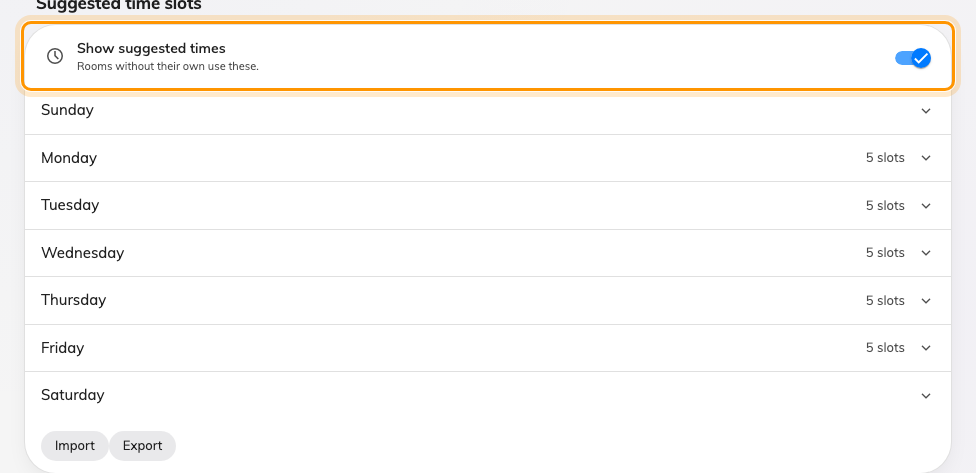 Suggested time slots
Show suggested times
Rooms without their own use these.
Sunday
Monday 5 slots
Tuesday 5 slots
Wednesday 5 slots
Thursday 5 slots
Friday 5 slots
Saturday
Import Export